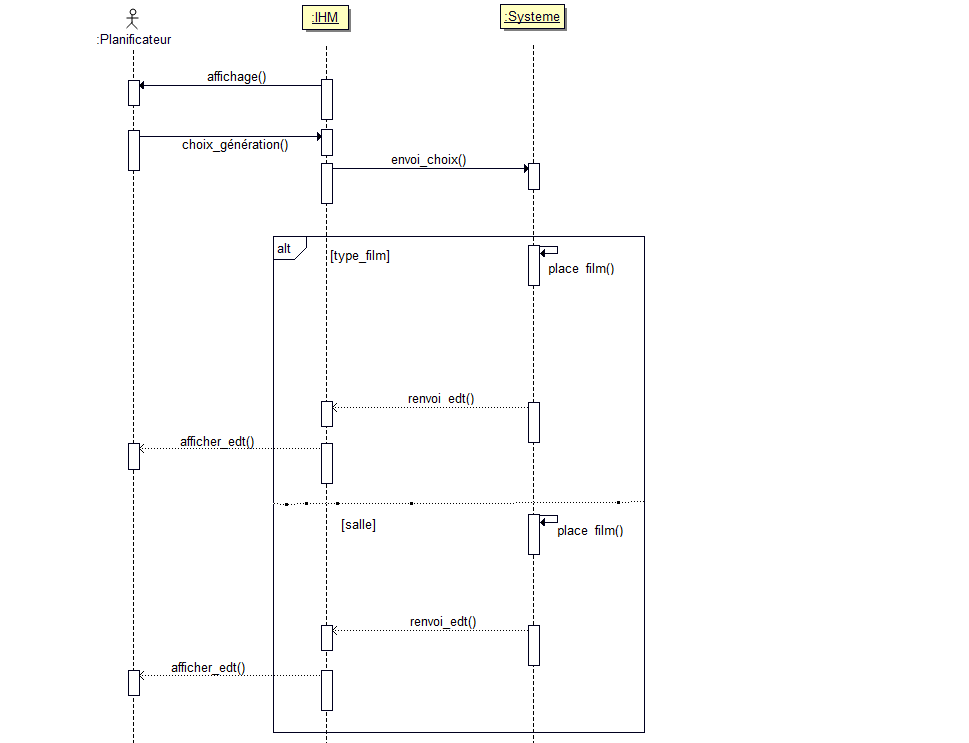 :Planificateur
:IHM
:Systeme
affichage()
choix_génération()
envoi_choix()
alt
[type_film]
place film()
renvoi edt()
afficher_edt()
[salle]
place film()
renvoi_edt()
afficher_edt()